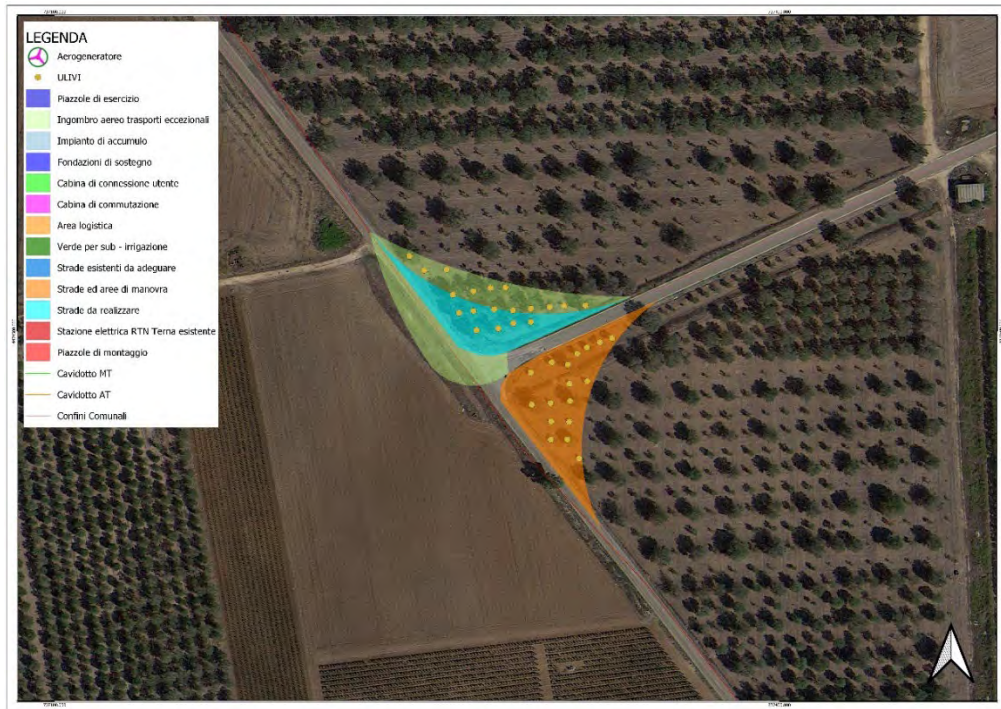 LEGENDA
Aerogeneratore
ULIVI
Piazzole di esercizio
Ingombro aereo trasporti eccezionali
Impianto di accumulo
Fondazioni di sostegno
Cabina di connessione utente
Cabina di commutazione
Area logistica
Verde per sub - irrigazione
Strade esistenti da adeguare
Strade ed aree di manovra
Strade da realizzare
Stazione elettrica RTN Terna esistente
Piazzole di montaggio
Cavidotto MT
Cavidotto AT
Confini Comunali